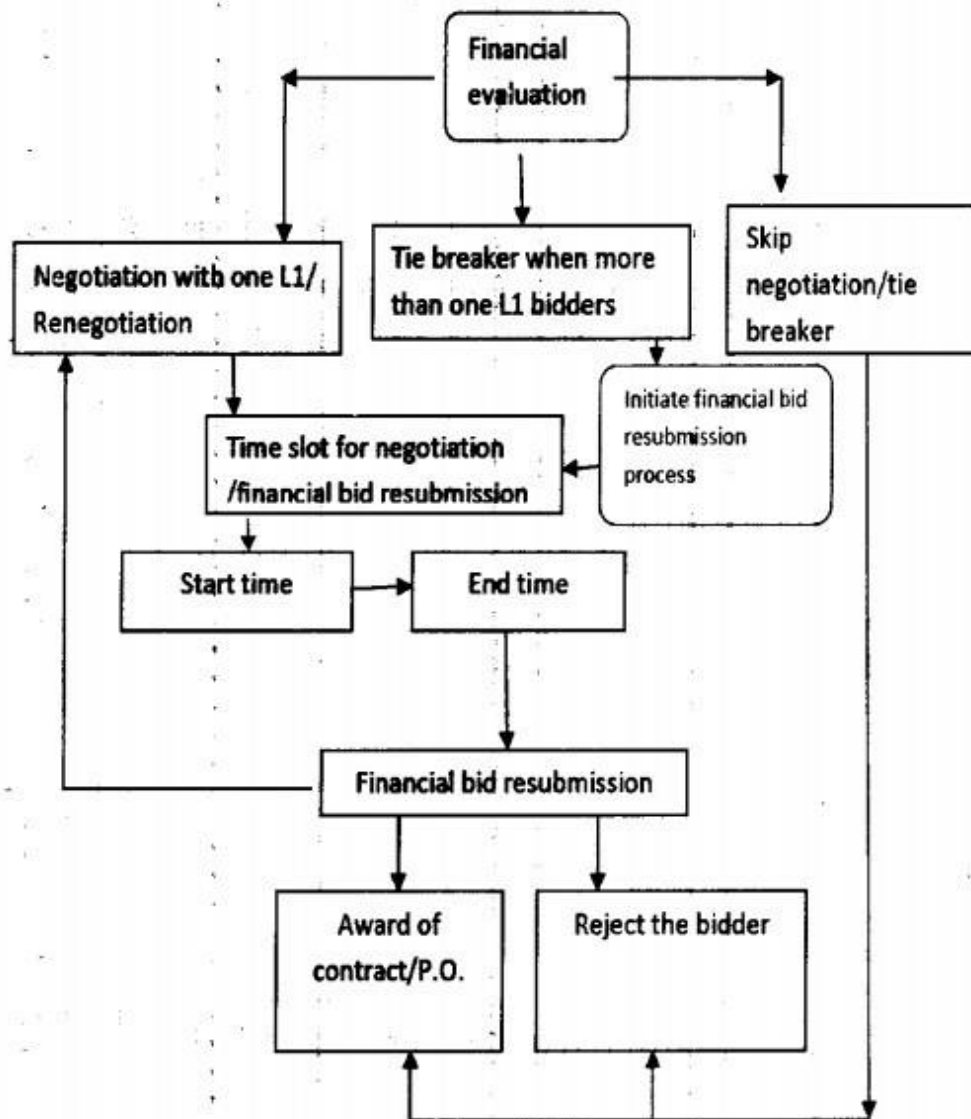 Financial
evaluation
Negotiation with one L1/
Renegotiation
Tie breaker when more
than one L1 bidders
Skip
negotiation/tie
breaker
Initiate financial bid
resubmission
process
Time slot for negotiation
/financial bid resubmission
Start time
End time
Financial bid resubmission
Award of
contract/P.O.
Reject the bidder